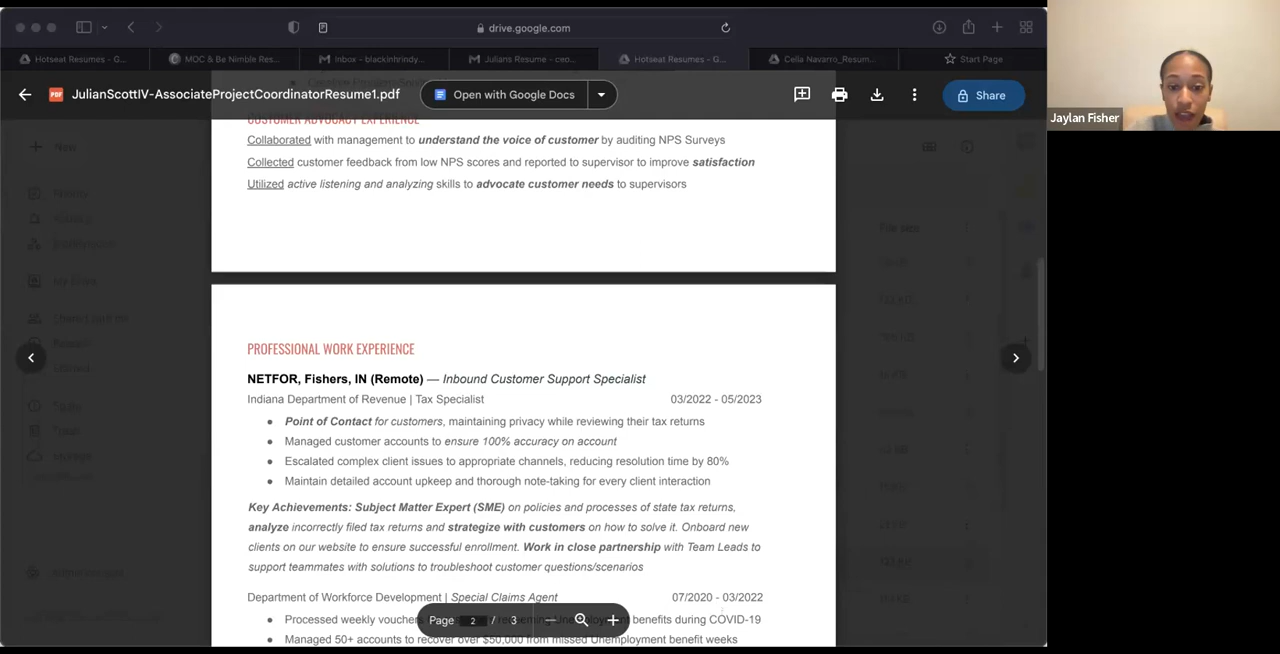 drive.google.com
Hotseat Resumes - G...
MOC & Be Nimble Res...
Inbox - blackinhrindy...
Julians Resume - ceo...
Hotseat Resumes - G...
Celia Navarro_Resum...
Start Page
JulianScottIV-AssociateProjectCoordinatorResume1.pdf
Open with Google Docs
Share
Jaylan Fisher
New
CUSTOMER ADVOCACY EXPERIENCE
Collaborated with management to understand the voice of customer by auditing NPS Surveys
Collected customer feedback from low NPS scores and reported to supervisor to improve satisfaction
Utilized active listening and analyzing skills to advocate customer needs to supervisors
File size
PROFESSIONAL WORK EXPERIENCE
NETFOR, Fishers, IN (Remote) — Inbound Customer Support Specialist
Indiana Department of Revenue | Tax Specialist 03/2022 - 05/2023
● Point of Contact for customers, maintaining privacy while reviewing their tax returns
● Managed customer accounts to ensure 100% accuracy on account
● Escalated complex client issues to appropriate channels, reducing resolution time by 80%
● Maintain detailed account upkeep and thorough note-taking for every client interaction
Key Achievements: Subject Matter Expert (SME) on policies and processes of state tax returns,
analyze incorrectly filed tax returns and strategize with customers on how to solve it. Onboard new
clients on our website to ensure successful enrollment. Work in close partnership with Team Leads to
support teammates with solutions to troubleshoot customer questions/scenarios
Department of Workforce Development | Special Claims Agent 07/2020 - 03/2022
● Processed weekly vouchers Unemployment benefits during COVID-19
Page 2 / 3
● Managed 50+ accounts to recover over $50,000 from missed Unemployment benefit weeks